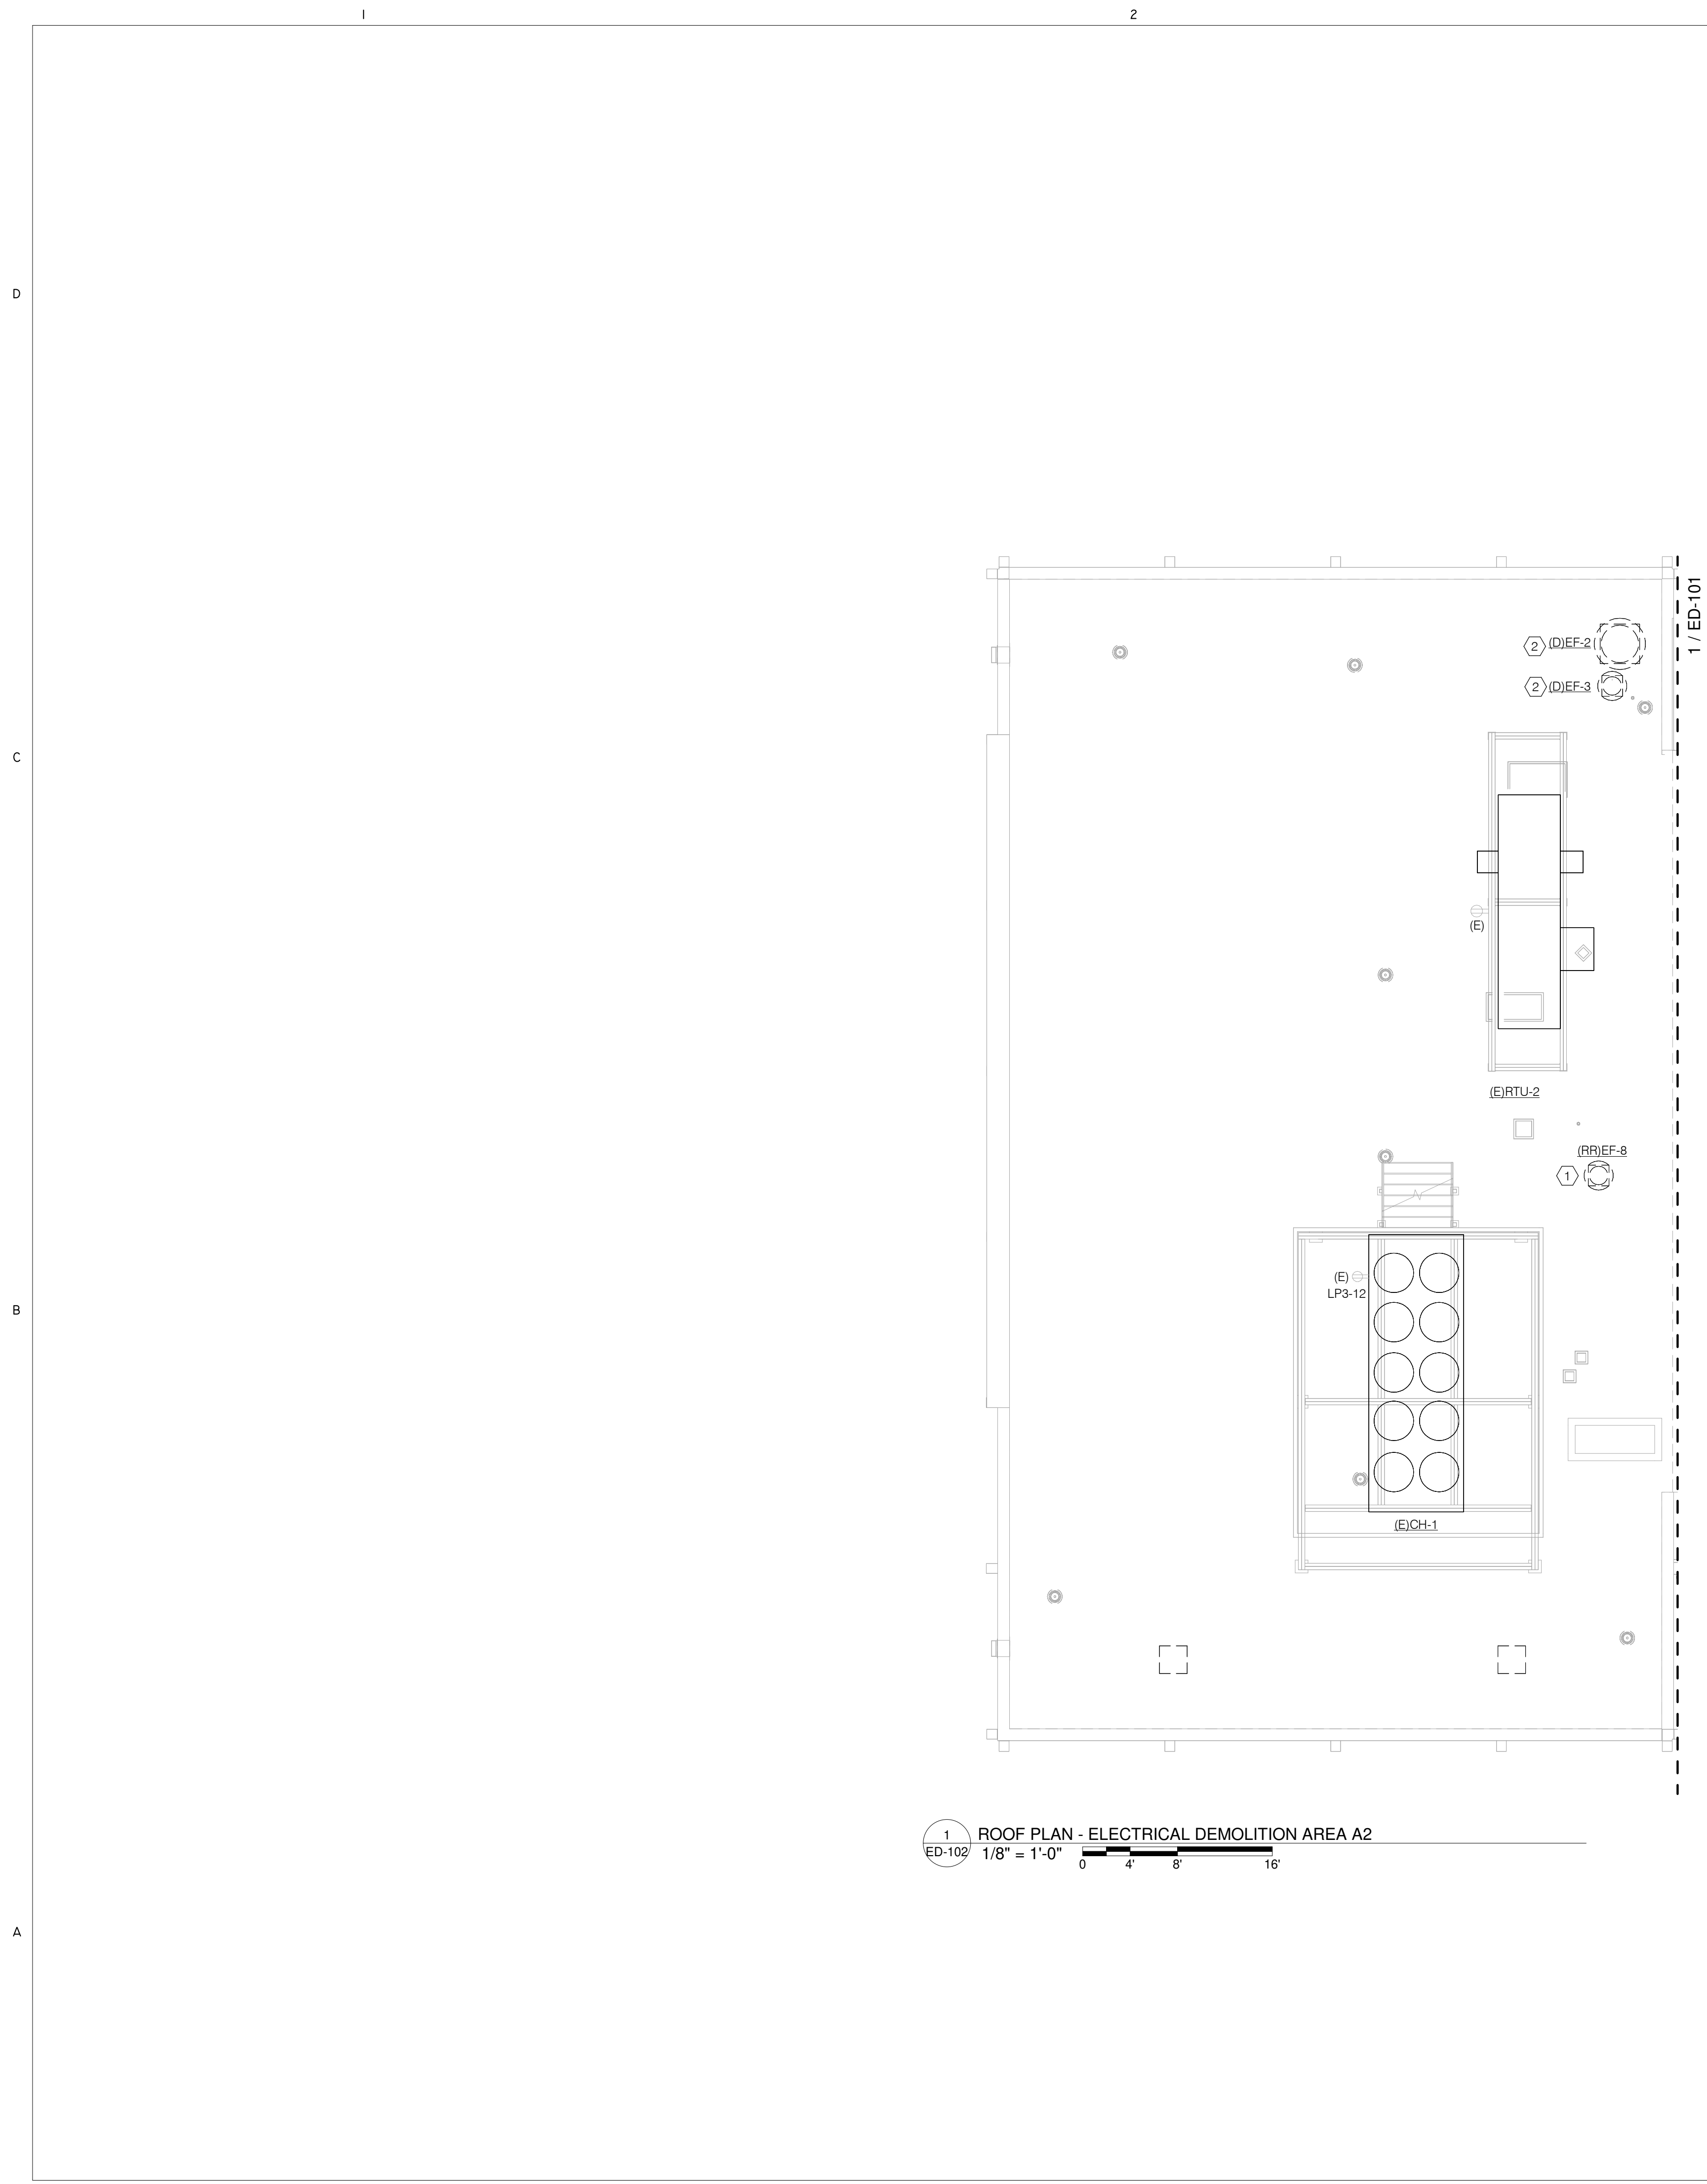 1
2
D
1 / ED-101
2 (D)EF-2
2 (D)EF-3
C
(E)
(E)RTU-2
(RR)EF-8
1
(E)
LP3-12
B
(E)CH-1
1 ROOF PLAN - ELECTRICAL DEMOLITION AREA A2
ED-102 1/8" = 1'-0"
0 4' 8' 16'
A